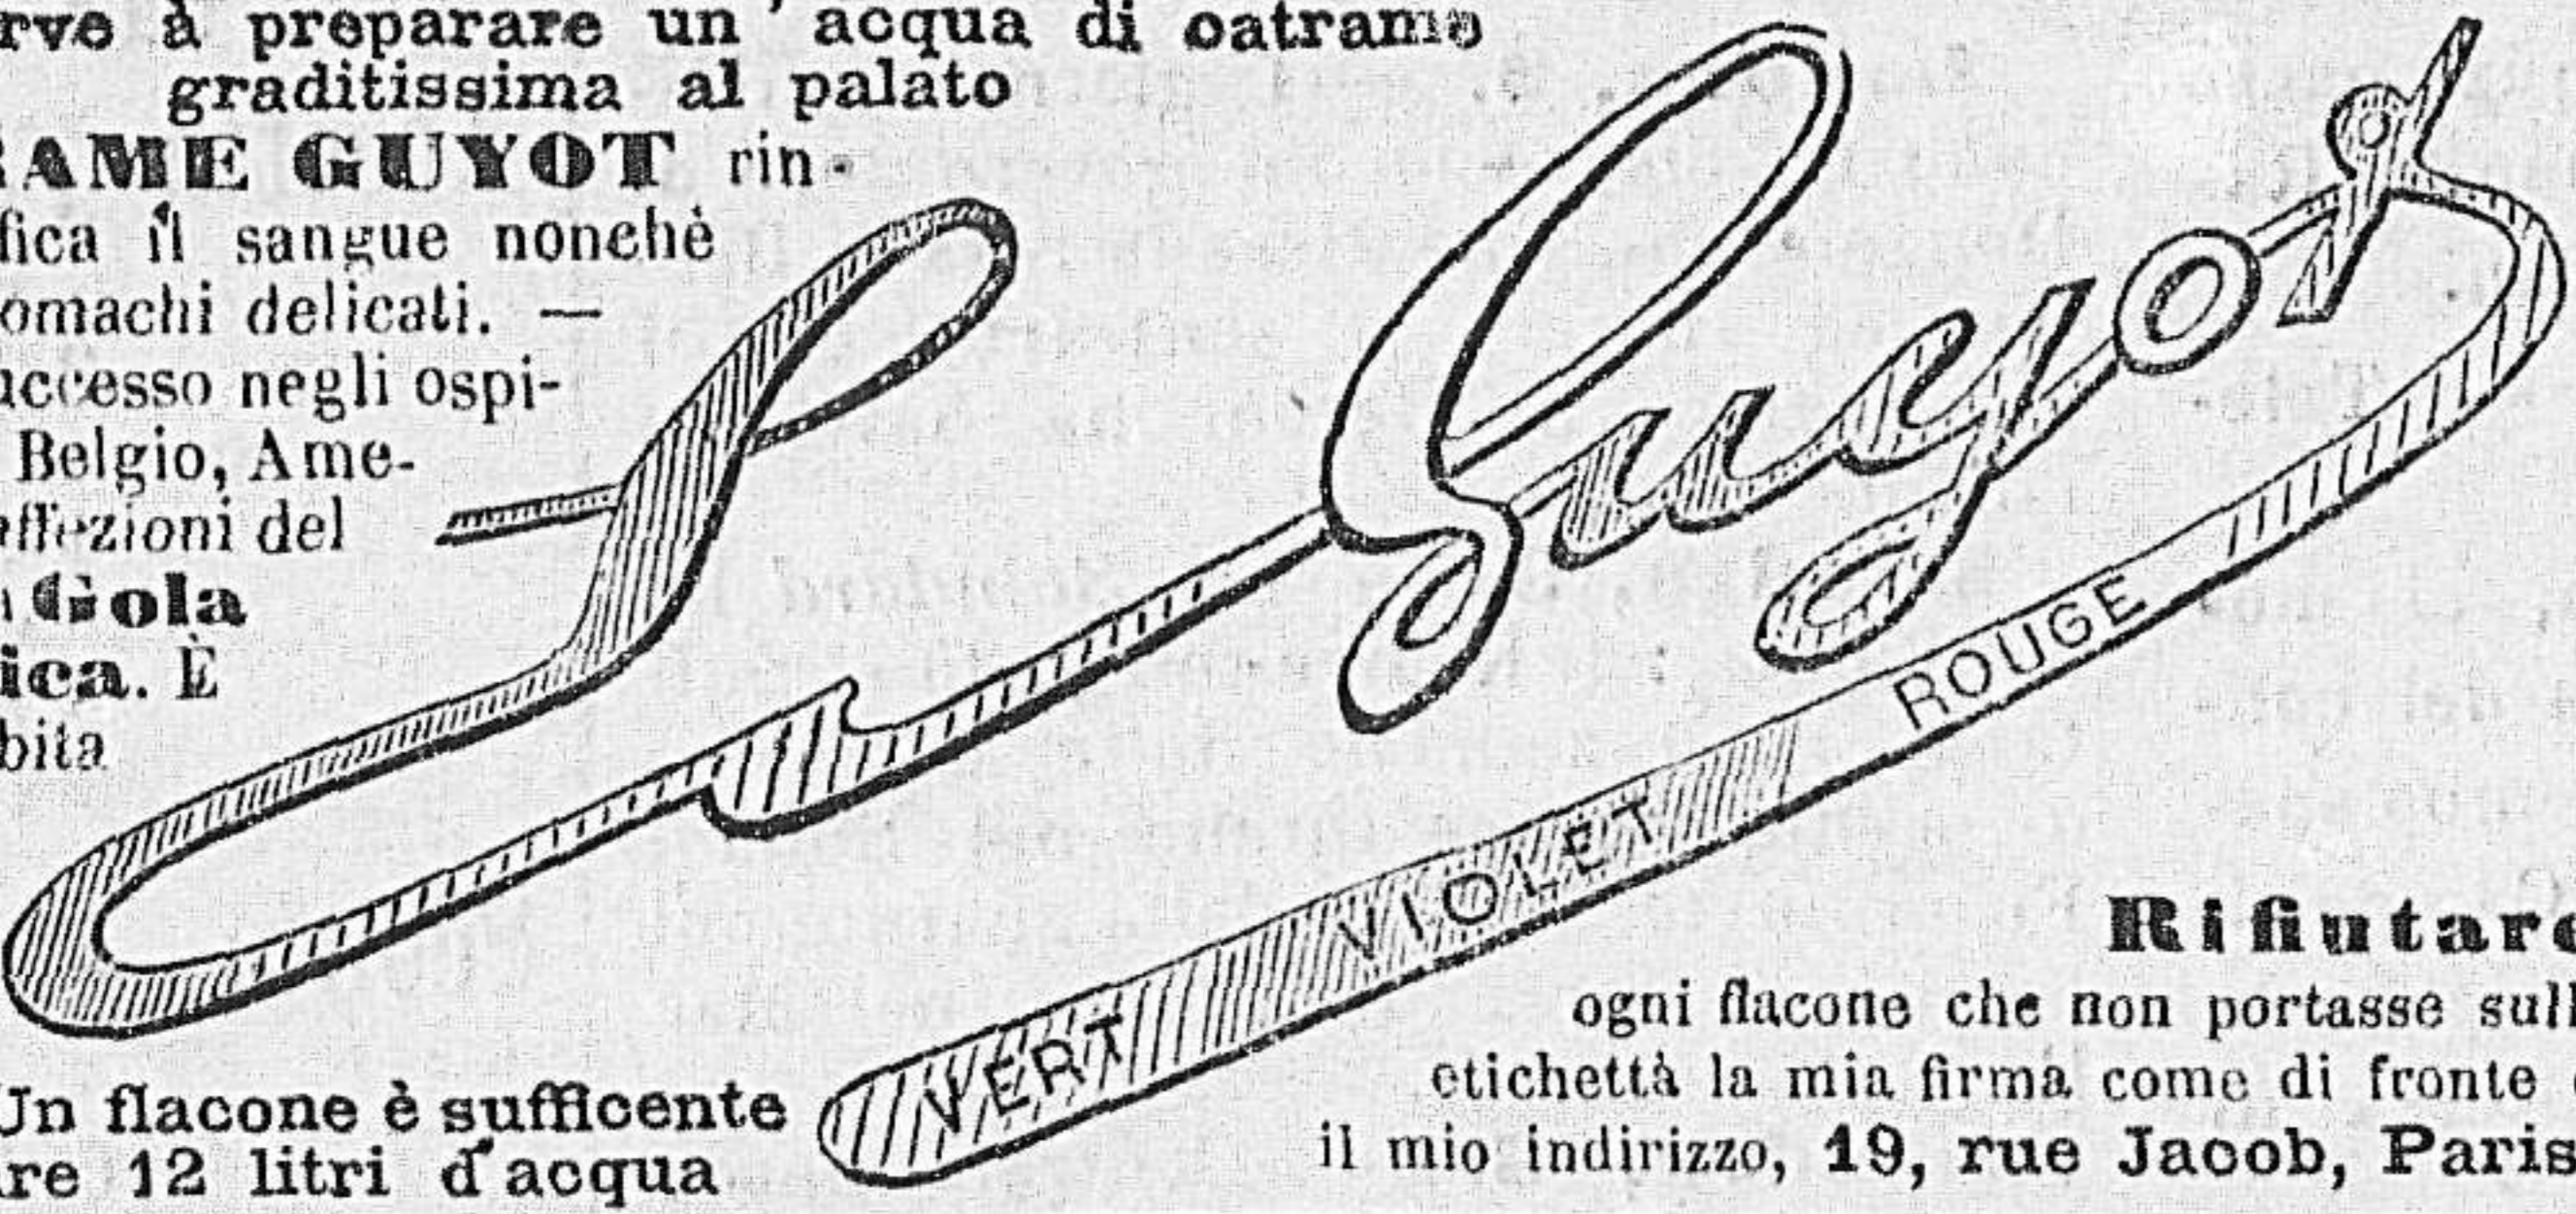 rve à preparare un' acqua di catrame
graditissima al palato
RAME GUYOT rin-
fica il sangue nonchè
omachi delicati. —
uccesso negli ospi-
Belgio, Ame-
affezioni del
Gola
ica. È
bita
Guyot
VERT VIOLET ROUGE
Un flacone è sufficente
re 12 litri d'acqua
Rifiutare
ogni flacone che non portasse sull
etichettà la mia firma come di fronte
il mio indirizzo, 19, rue Jacob, Paris